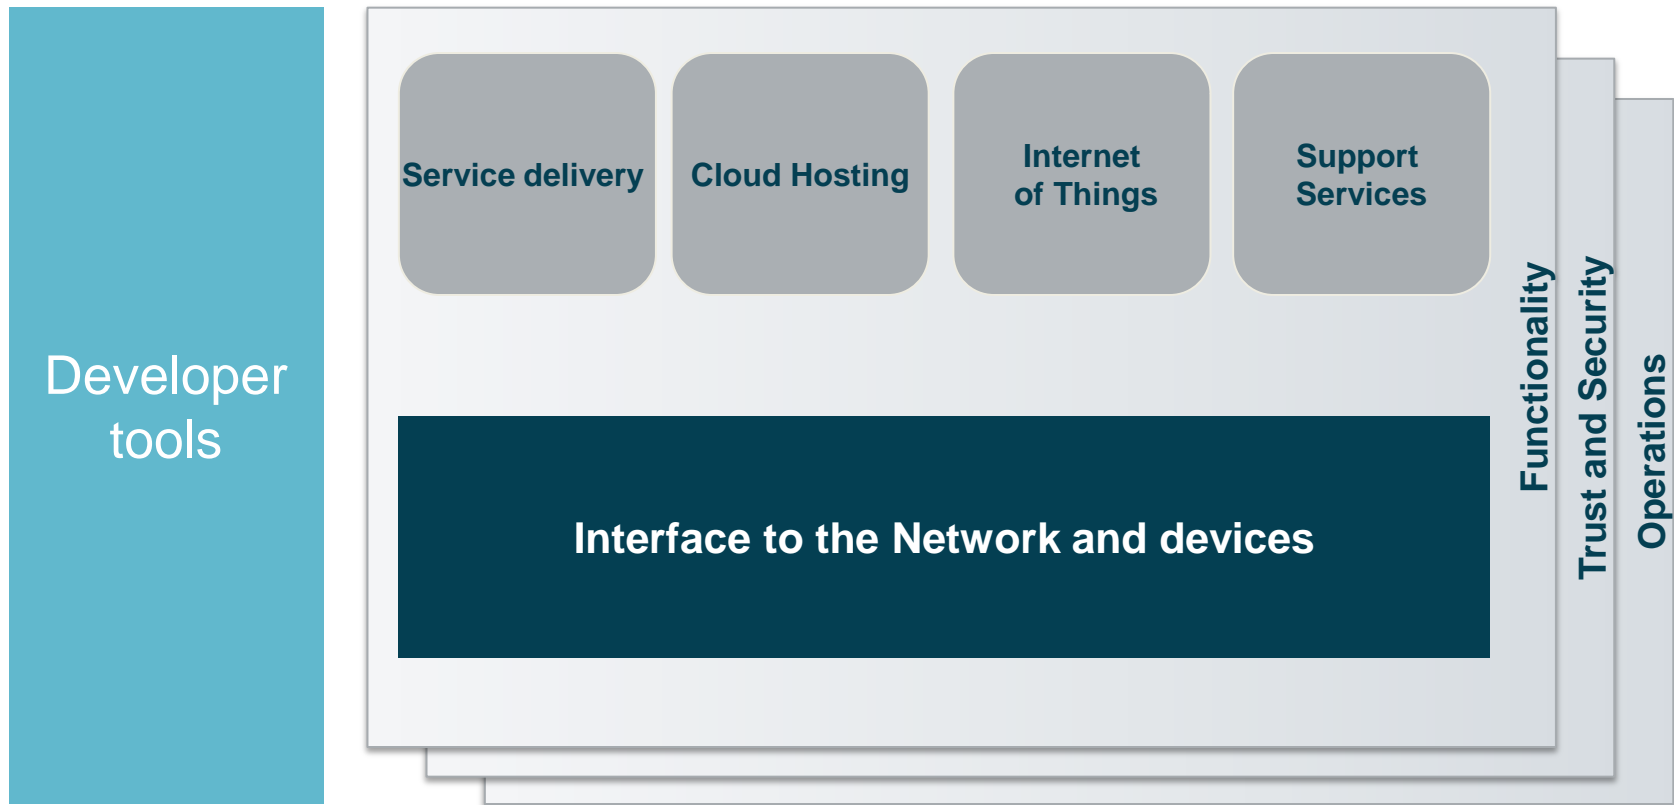 Developer
tools
Service delivery
Cloud Hosting
Internet
of Things
Support
Services
Interface to the Network and devices
Functionality
Trust and Security
Operations